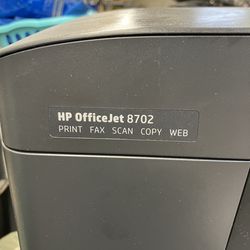 HP OfficeJet 8702
PRINT FAX SCAN COPY WEB